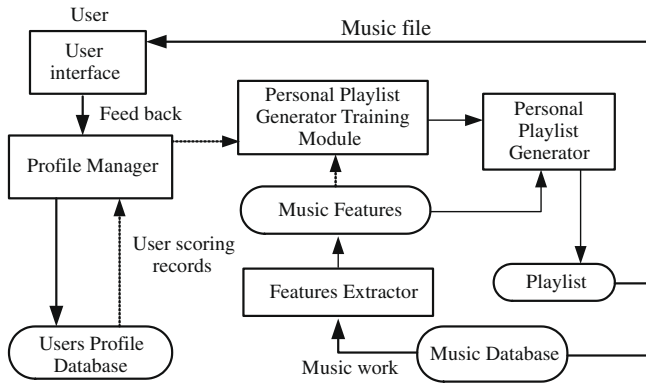 User
Music file
User
interface
Feed back
Personal Playlist
Generator Training
Module
Personal
Playlist
Generator
Profile Manager
Music Features
User scoring
records
Features Extractor
Playlist
Users Profile
Database
Music work
Music Database